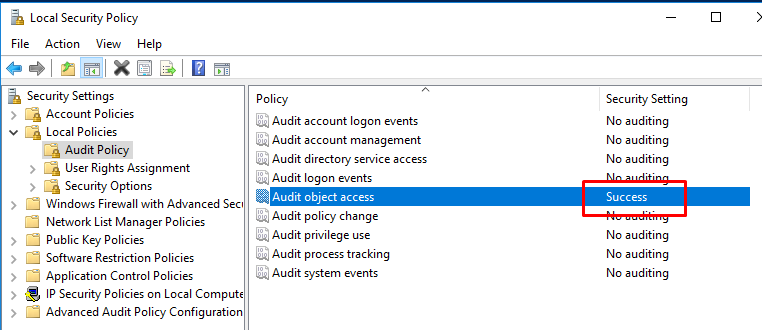 Local Security Policy
File Action View Help
Security Settings
Account Policies
Local Policies
Audit Policy
User Rights Assignment
Security Options
Windows Firewall with Advanced Secu
Network List Manager Policies
Public Key Policies
Software Restriction Policies
Application Control Policies
IP Security Policies on Local Compute
Advanced Audit Policy Configuration
Policy Security Setting
Audit account logon events No auditing
Audit account management No auditing
Audit directory service access No auditing
Audit logon events No auditing
Audit object access Success
Audit policy change No auditing
Audit privilege use No auditing
Audit process tracking No auditing
Audit system events No auditing